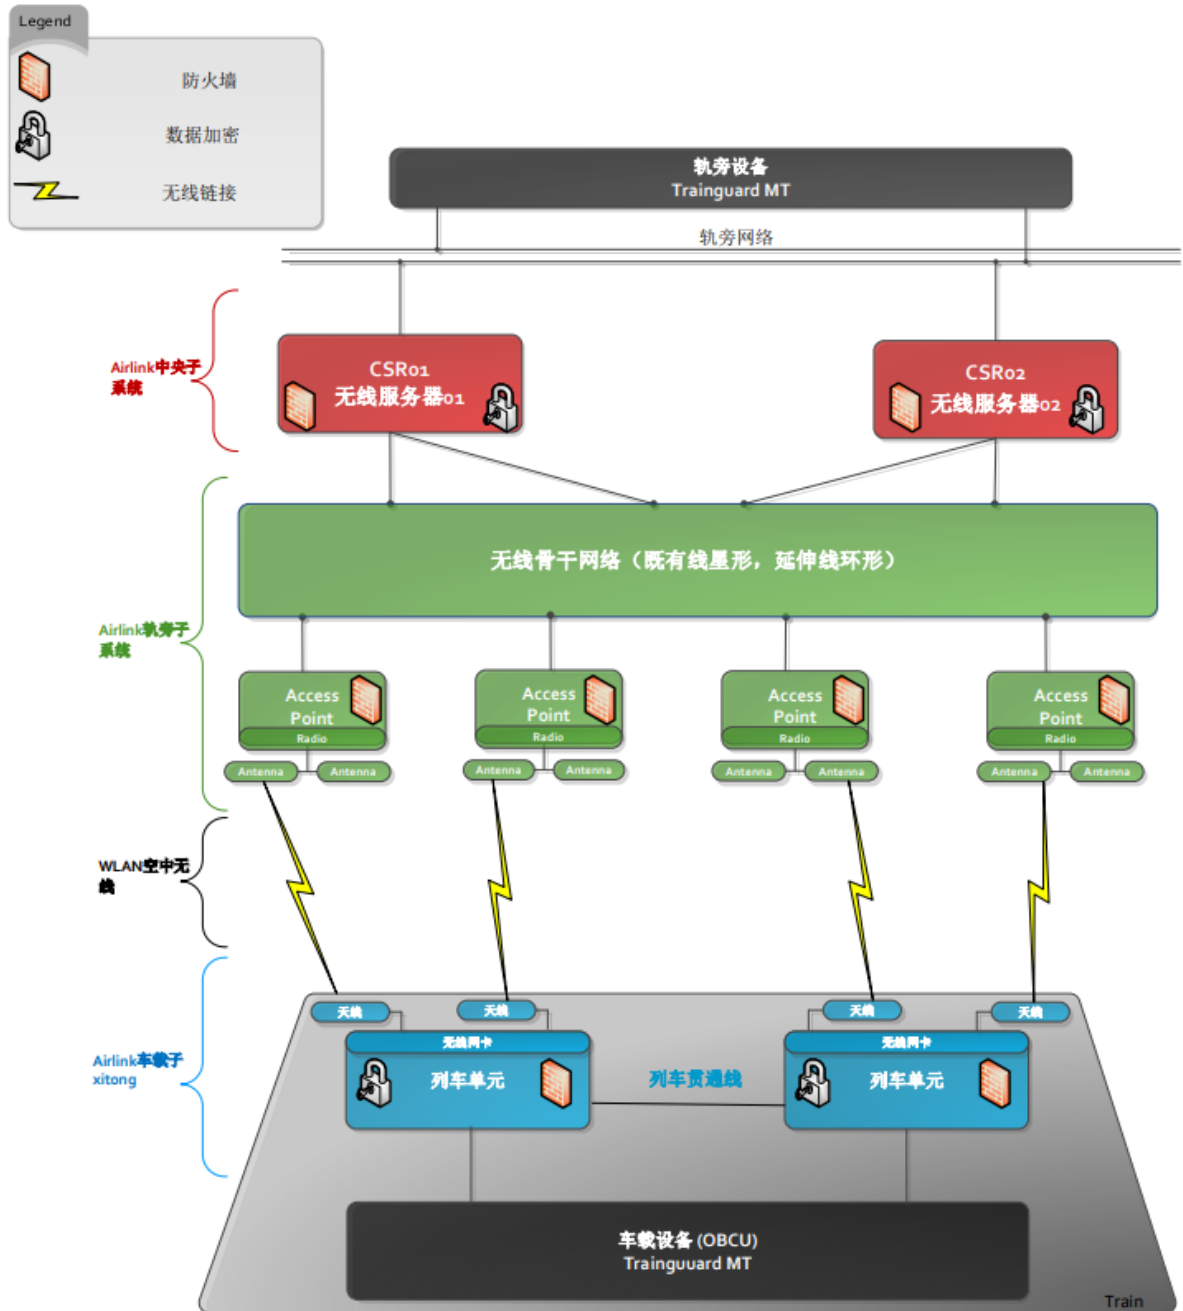 Legend
防火墙
数据加密
无线链接
轨旁设备
Trainguard MT
轨旁网络
Airlink中央子
系统
CSR01
无线服务器01
CSR02
无线服务器02
无线骨干网络（既有线星形，延伸线环形）
Airlink轨旁子
系统
Access
Point
Radio
Antenna
Antenna
Access
Point
Radio
Antenna
Antenna
Access
Point
Radio
Antenna
Antenna
Access
Point
Radio
Antenna
Antenna
WLAN空中无
线
Airlink车载子
xitong
天线
天线
天线
天线
无线网卡
列车单元
列车贯通线
无线网卡
列车单元
车载设备 (OBCU)
Trainguuard MT
Train